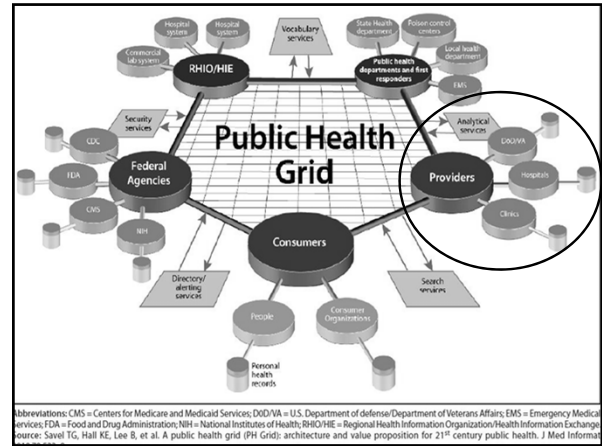 Hospital
system
Hospital
system
Commercial
lab system
RHIO/HIE
Vocabulary
services
State Health
department
Poison control
centers
Local health
department
EMS
Public health
departments and first
responders
Security
services
Analytical
services
Public Health
Grid
CDC
FDA
CMS
NIH
Federal
Agencies
Providers
DoD/VA
Hospitals
Clinics
Consumers
Directory/
alerting
services
Search
services
People
Consumer
Organizations
Personal
health
records
Abbreviations: CMS = Centers for Medicare and Medicaid Services; D0D/VA = U.S. Department of defense/Department of Veterans Affairs; EMS = Emergency Medical
Services; FDA = Food and Drug Administration; NIH = National Institutes of Health; RHIO/HIE = Regional Health Information Organization/Health Information Exchange.
Source: Savel TG, Hall KE, Lee B, et al. A public health grid (PH Grid): architecture and value proposition for 21st century public health. J Med Informat